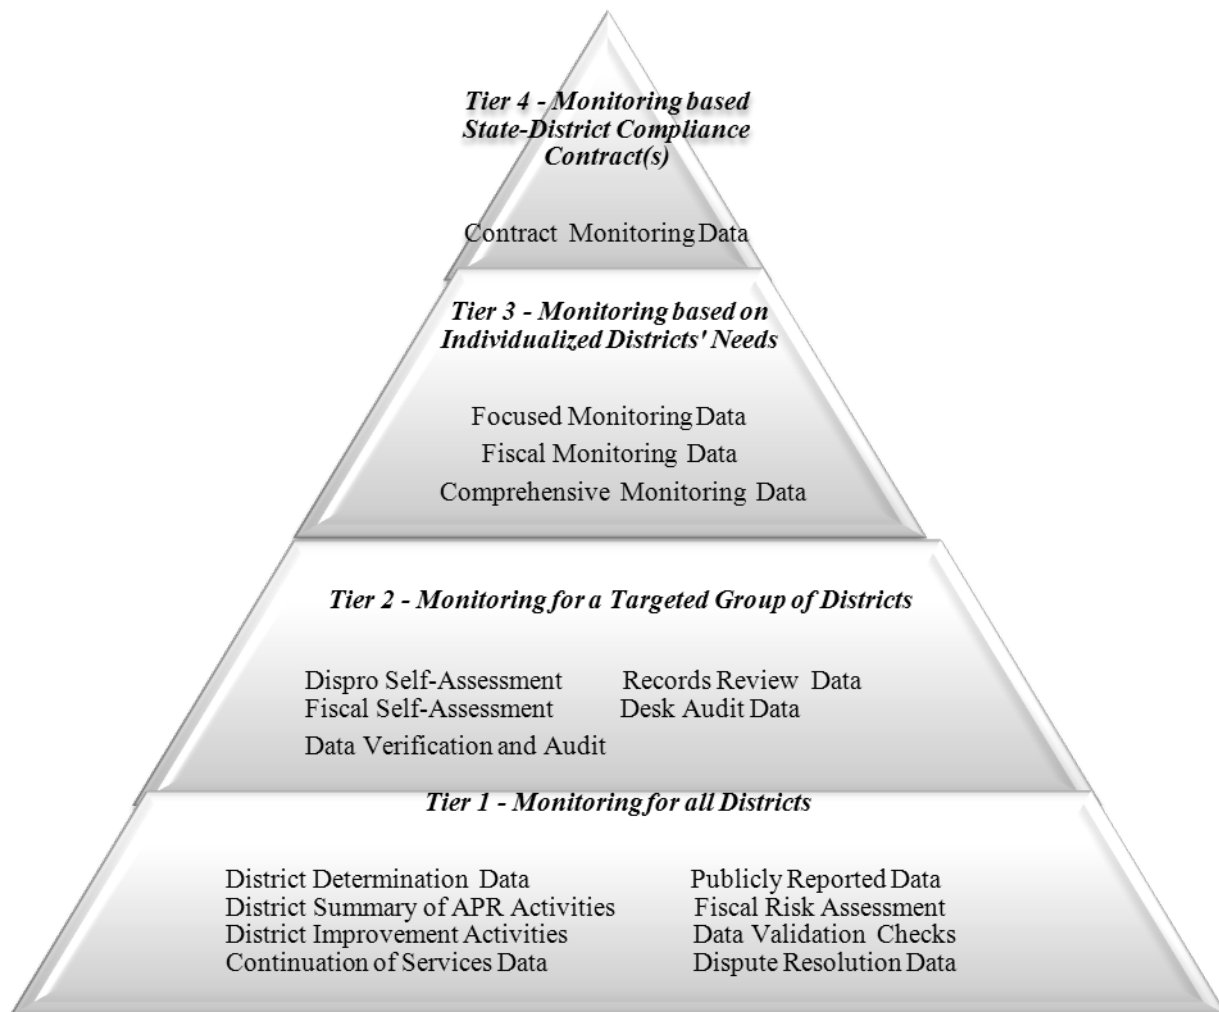 Tier 4 - Monitoring based
State-District Compliance
Contract(s)
Contract Monitoring Data
Tier 3 - Monitoring based on
Individualized Districts' Needs
Focused Monitoring Data
Fiscal Monitoring Data
Comprehensive Monitoring Data
Tier 2 - Monitoring for a Targeted Group of Districts
Dispro Self-Assessment Records Review Data
Fiscal Self-Assessment Desk Audit Data
Data Verification and Audit
Tier 1 - Monitoring for all Districts
District Determination Data Publicly Reported Data
District Summary of APR Activities Fiscal Risk Assessment
District Improvement Activities Data Validation Checks
Continuation of Services Data Dispute Resolution Data